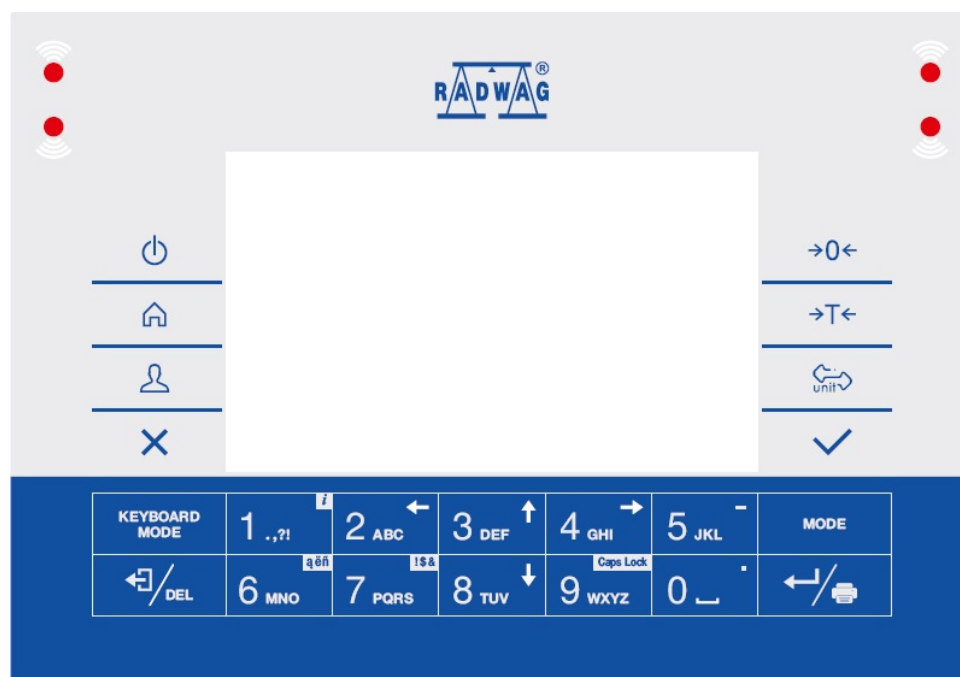 RADWAG®
→0←
→T←
unit
KEYBOARD MODE
1 .,?! i
2 ABC ←
3 DEF ↑
4 GHI →
5 JKL -
MODE
/DEL
6 MNO ąëñ
7 PQRS !$&
8 TUV ↓
9 WXYZ Caps Lock
0 ⎵ .